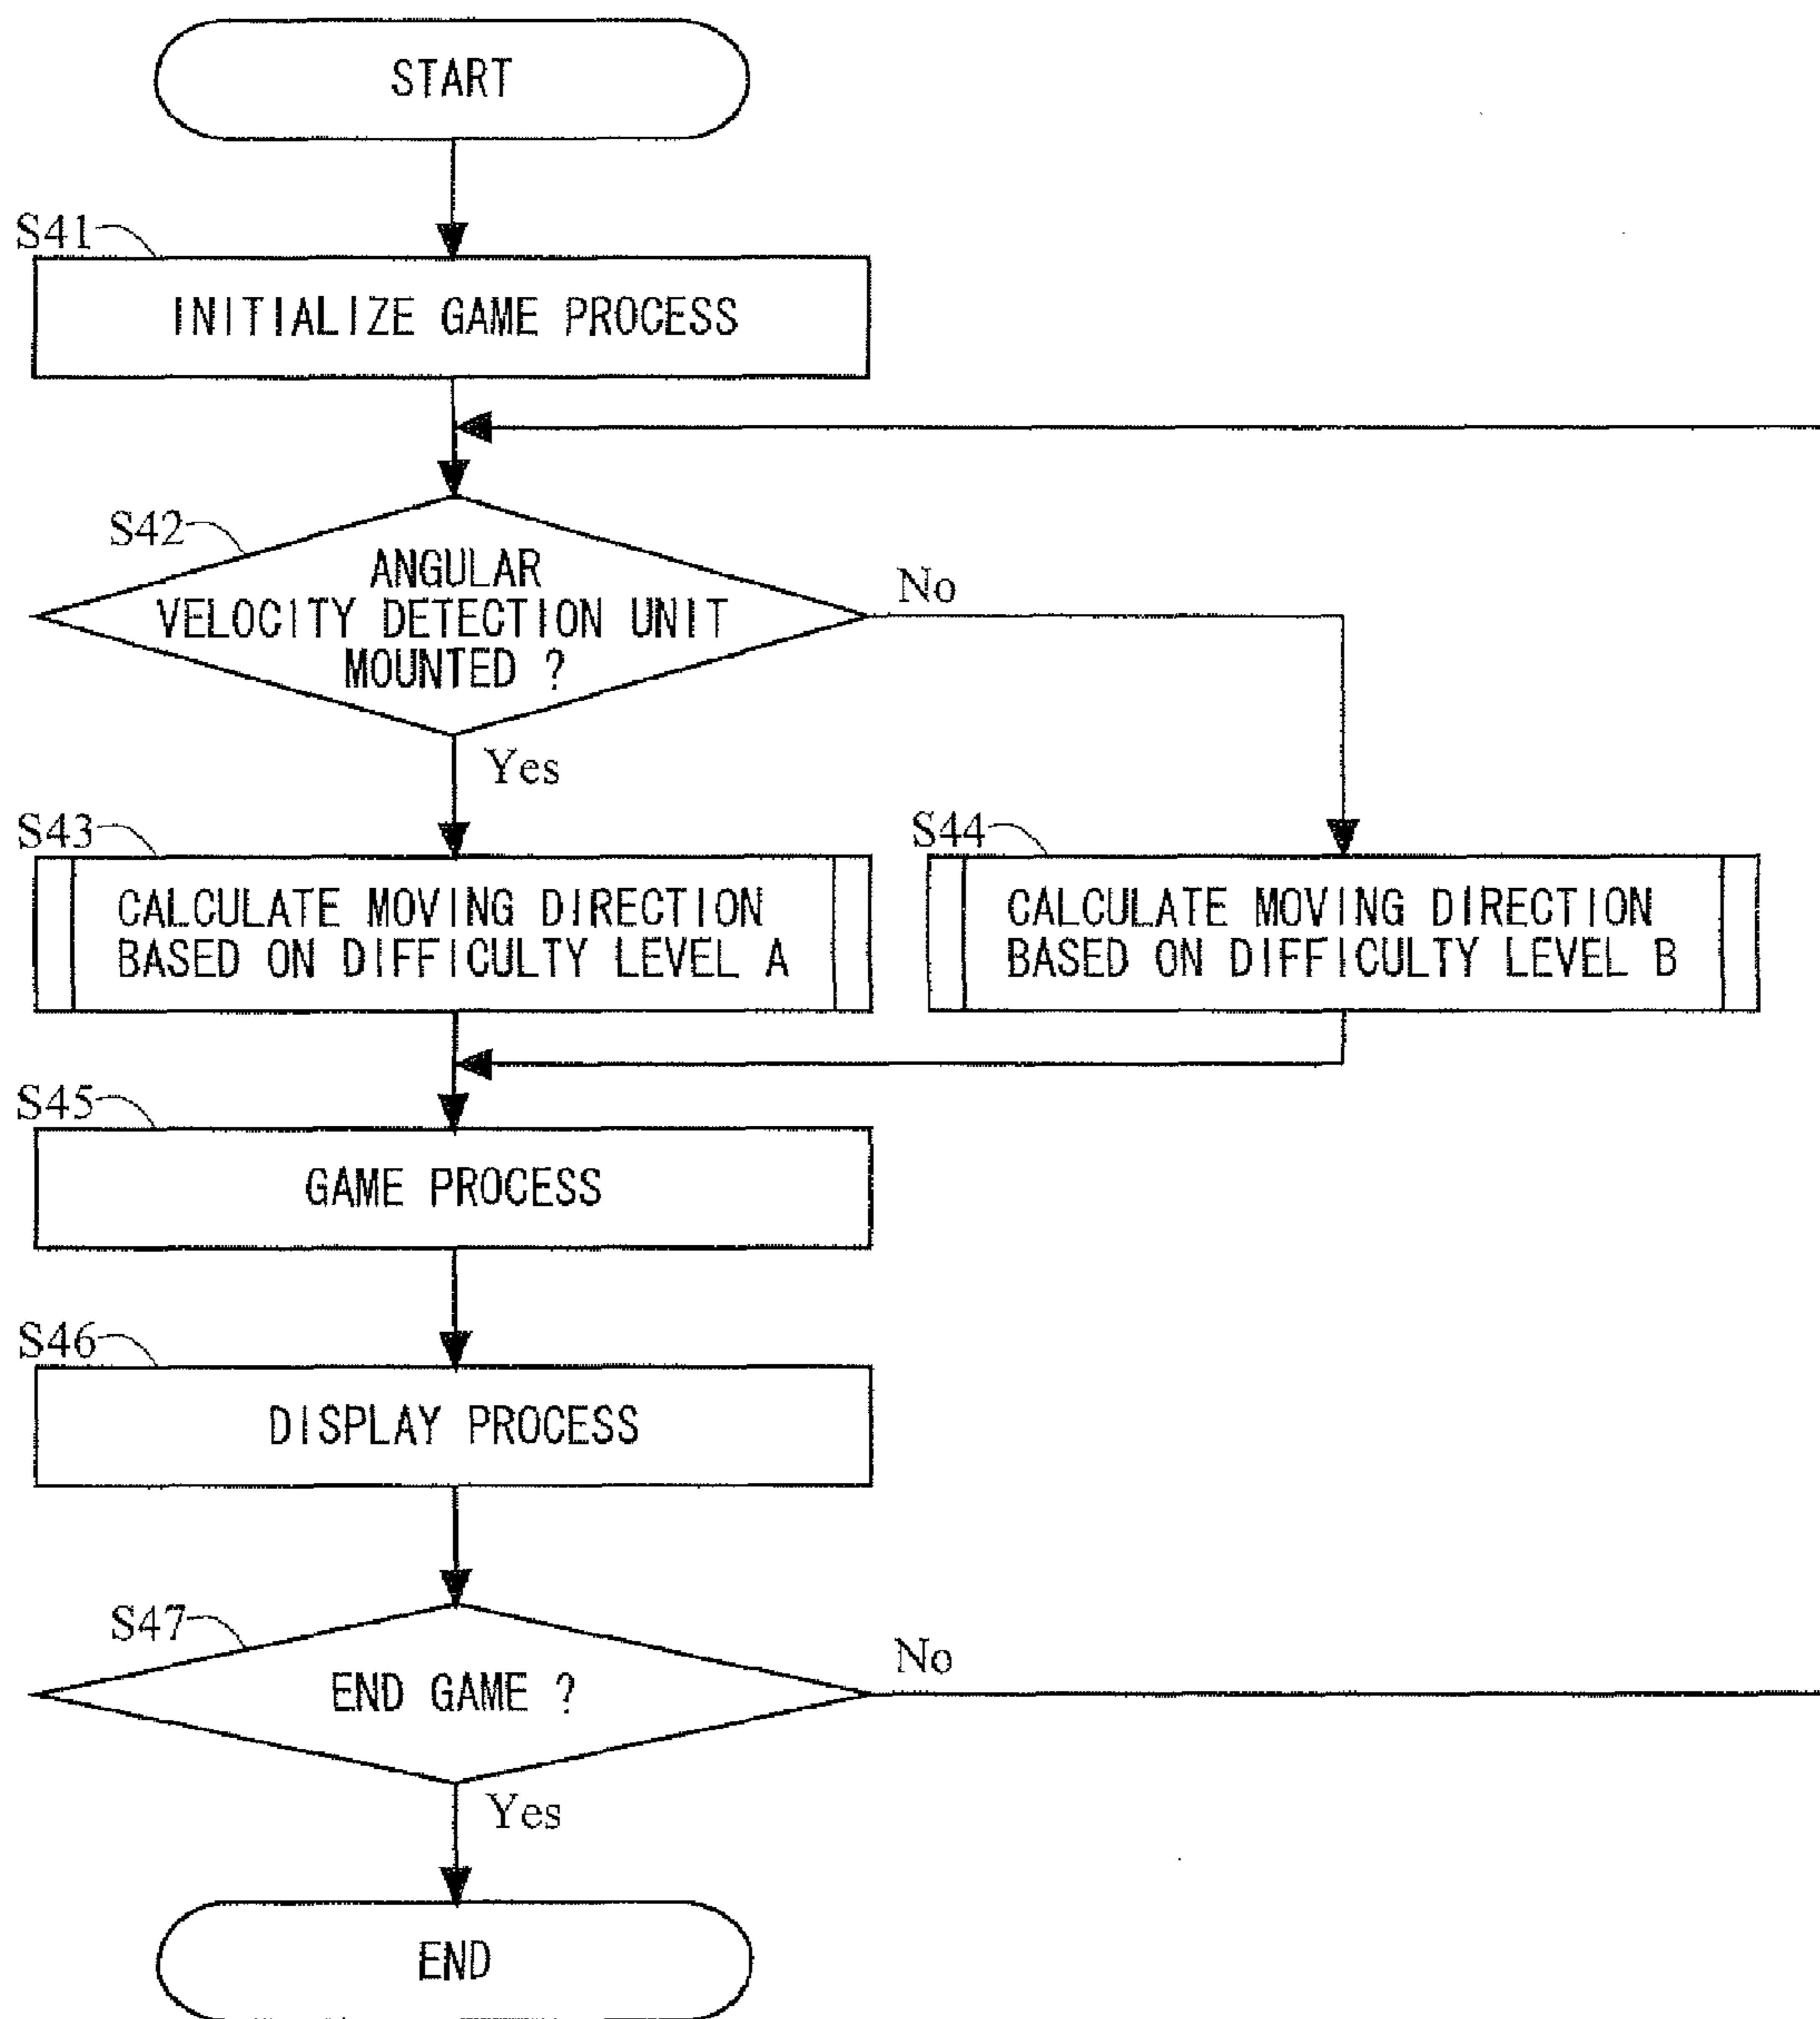 START
S41
INITIALIZE GAME PROCESS
S42
ANGULAR
VELOCITY DETECTION UNIT
MOUNTED ?
No
Yes
S43
CALCULATE MOVING DIRECTION
BASED ON DIFFICULTY LEVEL A
S44
CALCULATE MOVING DIRECTION
BASED ON DIFFICULTY LEVEL B
S45
GAME PROCESS
S46
DISPLAY PROCESS
S47
END GAME ?
No
Yes
END